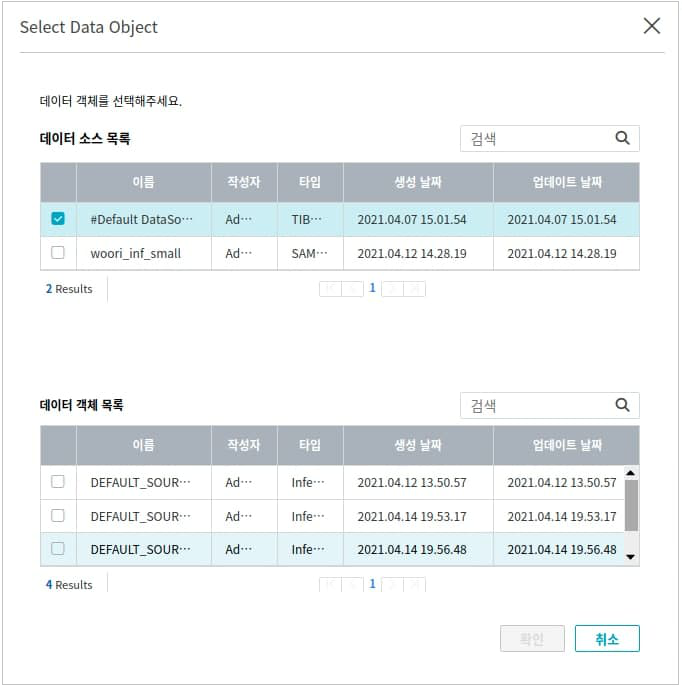 Select Data Object
데이터 객체를 선택해주세요.
데이터 소스 목록
검색
이름 작성자 타입 생성 날짜 업데이트 날짜
#Default DataSo··· Ad··· TIB··· 2021.04.07 15.01.54 2021.04.07 15.01.54
woori_inf_small Ad··· SAM··· 2021.04.12 14.28.19 2021.04.12 14.28.19
2 Results 1
데이터 객체 목록
검색
이름 작성자 타입 생성 날짜 업데이트 날짜
DEFAULT_SOUR··· Ad··· Infe··· 2021.04.12 13.50.57 2021.04.12 13.50.57
DEFAULT_SOUR··· Ad··· Infe··· 2021.04.14 19.53.17 2021.04.14 19.53.17
DEFAULT_SOUR··· Ad··· Infe··· 2021.04.14 19.56.48 2021.04.14 19.56.48
4 Results 1
확인 취소